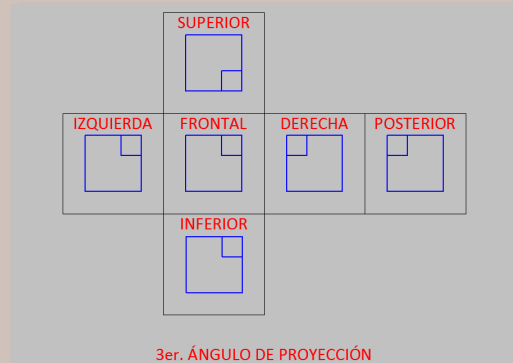 SUPERIOR
IZQUIERDA FRONTAL DERECHA POSTERIOR
INFERIOR
3er. ÁNGULO DE PROYECCIÓN